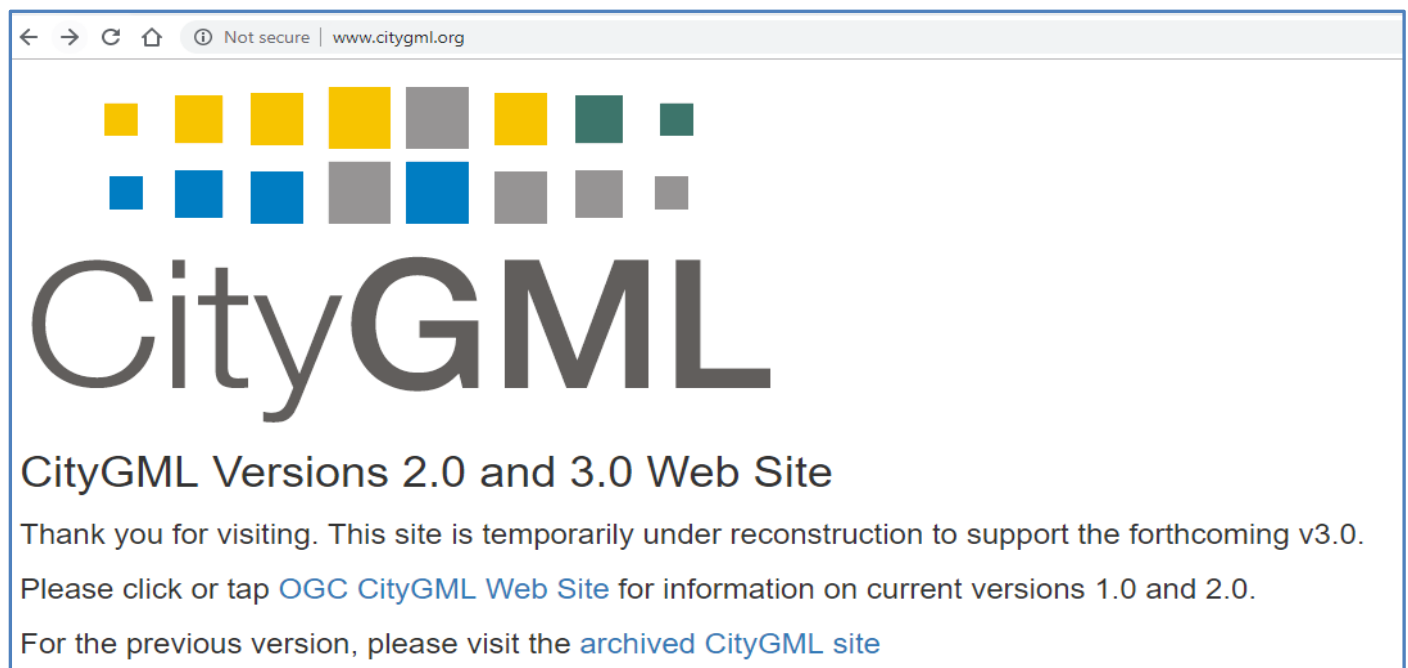 Not secure | www.citygml.org
CityGML
CityGML Versions 2.0 and 3.0 Web Site
Thank you for visiting. This site is temporarily under reconstruction to support the forthcoming v3.0.
Please click or tap OGC CityGML Web Site for information on current versions 1.0 and 2.0.
For the previous version, please visit the archived CityGML site